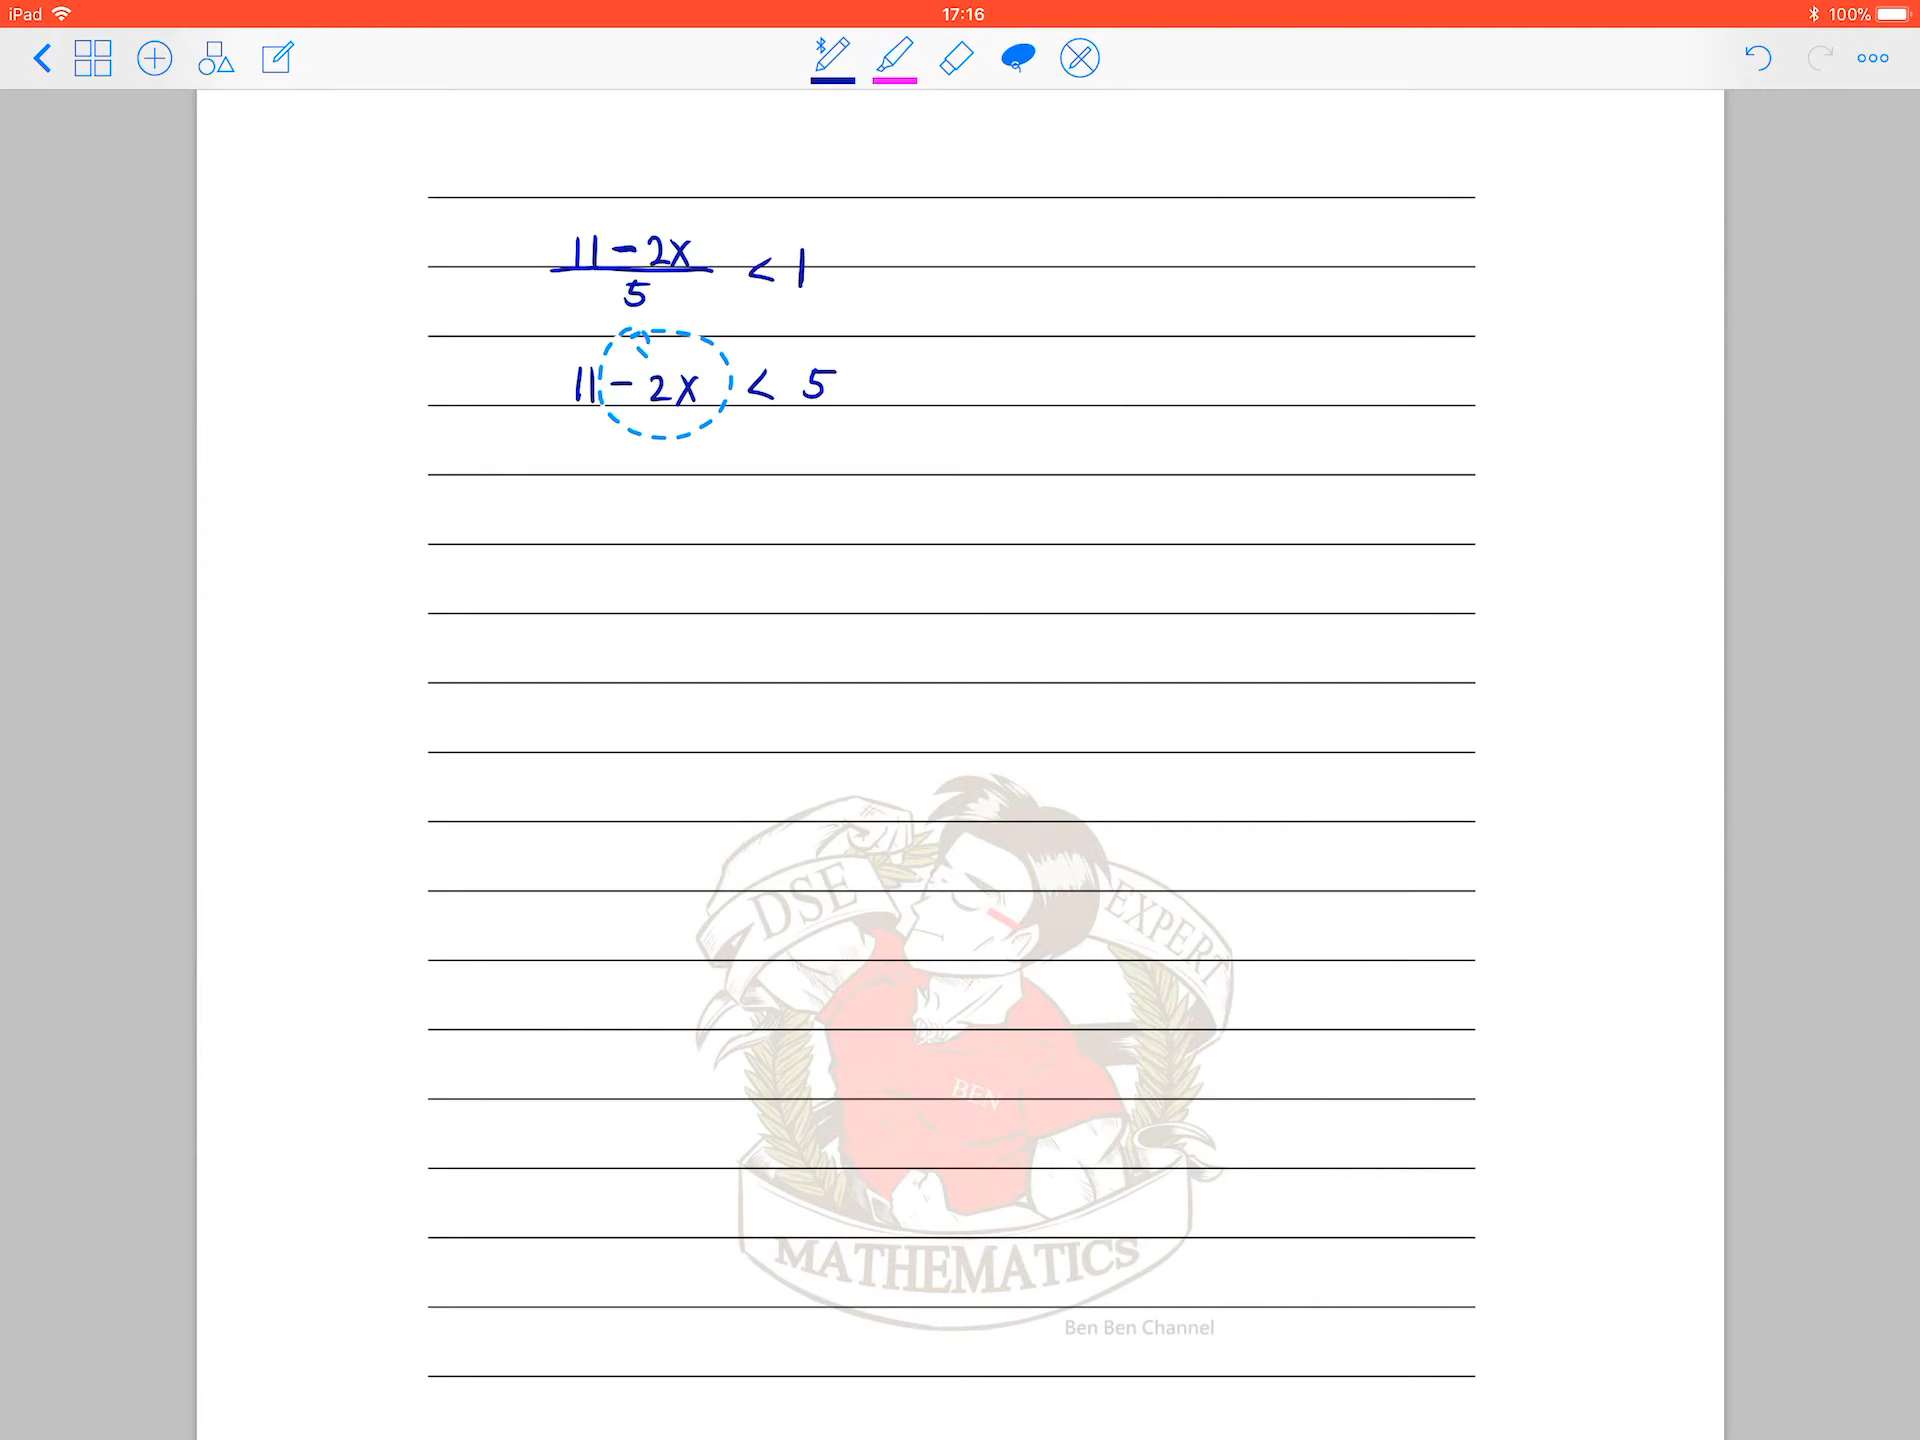 iPad 17:16 100%
11 - 2x / 5 < 1
11 - 2x < 5
DSE EXPERT
BEN
MATHEMATICS
Ben Ben Channel